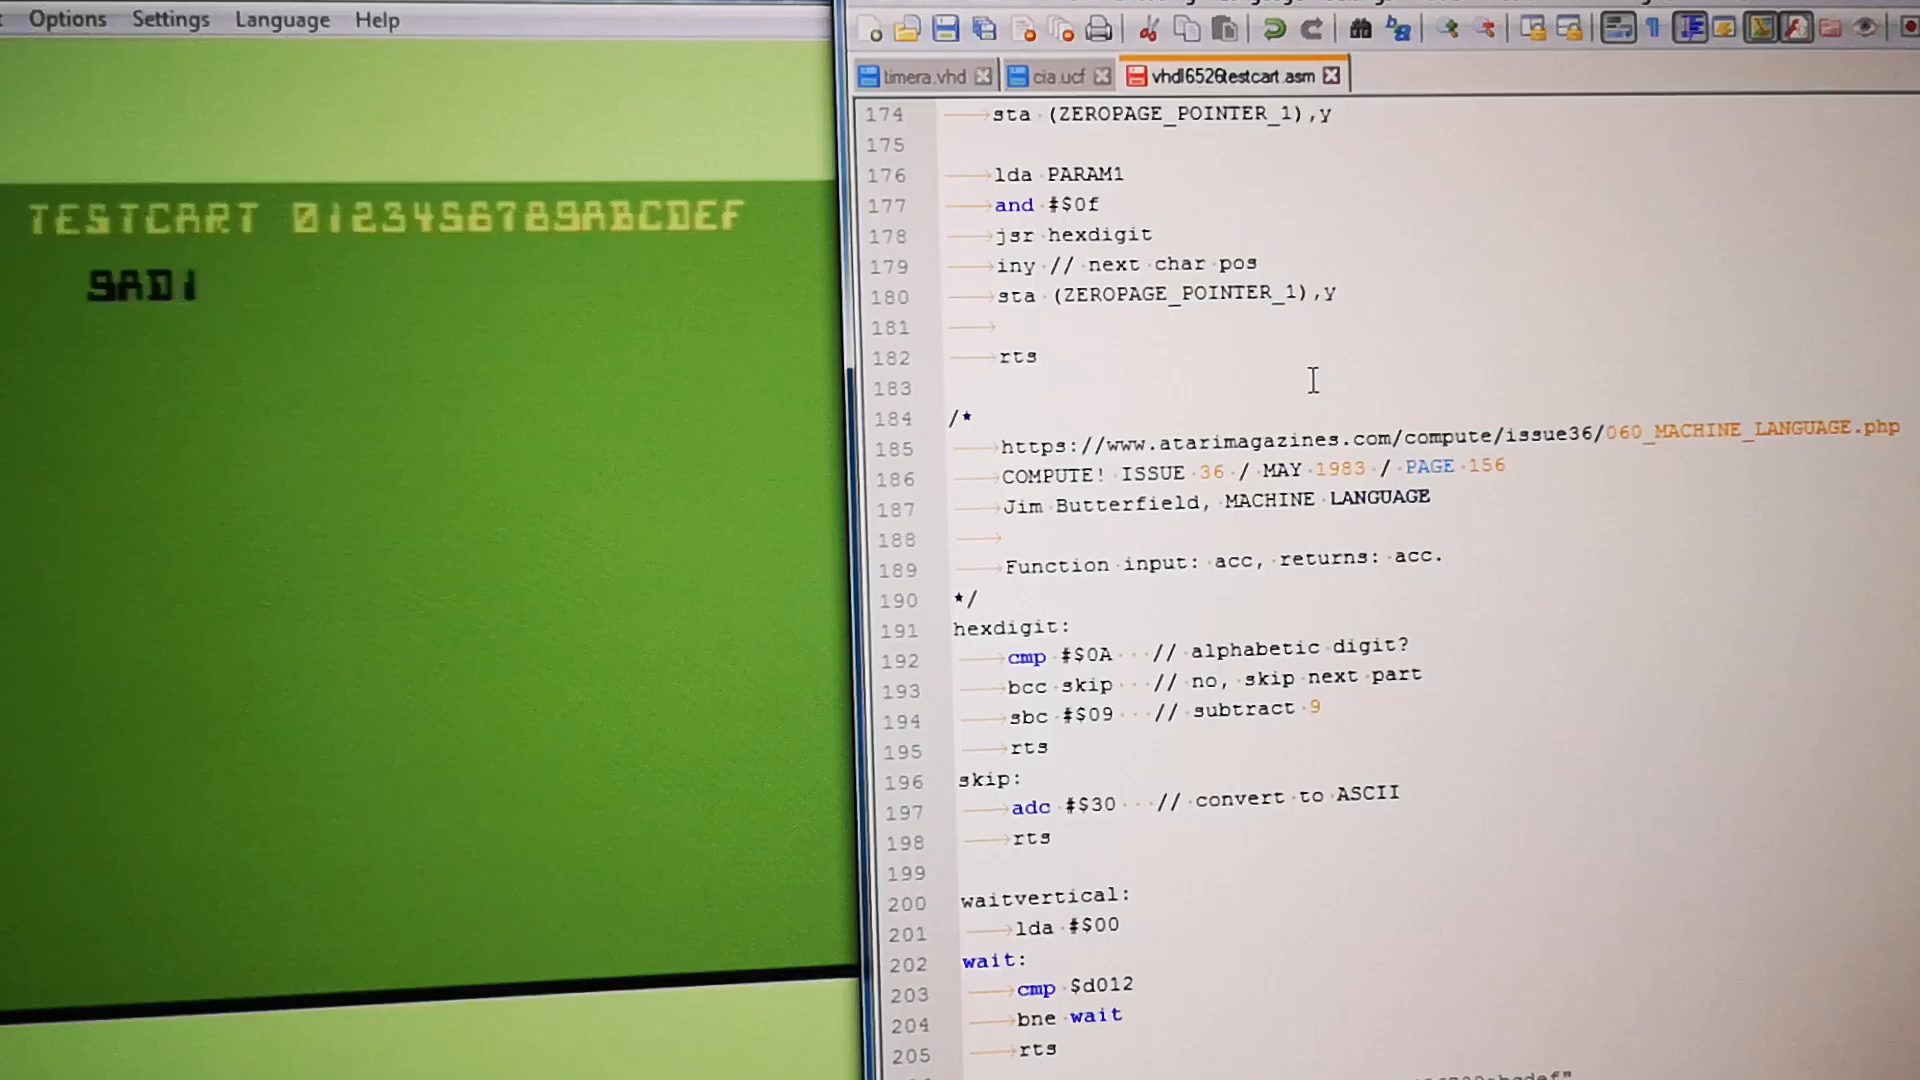 Options Settings Language Help
TESTCART 0123456789ABCDEF
9AD1
timera.vhd cia.ucf vhdl6526testcart.asm
174 sta (ZEROPAGE_POINTER_1),y
175
176 lda PARAM1
177 and #$0f
178 jsr hexdigit
179 iny // next char pos
180 sta (ZEROPAGE_POINTER_1),y
181
182 rts
183
184 /*
185 https://www.atarimagazines.com/compute/issue36/060_MACHINE_LANGUAGE.php
186 COMPUTE! ISSUE 36 / MAY 1983 / PAGE 156
187 Jim Butterfield, MACHINE LANGUAGE
188
189 Function input: acc, returns: acc.
190 */
191 hexdigit:
192 cmp #$0A // alphabetic digit?
193 bcc skip // no, skip next part
194 sbc #$09 // subtract 9
195 rts
196 skip:
197 adc #$30 // convert to ASCII
198 rts
199
200 waitvertical:
201 lda #$00
202 wait:
203 cmp $d012
204 bne wait
205 rts